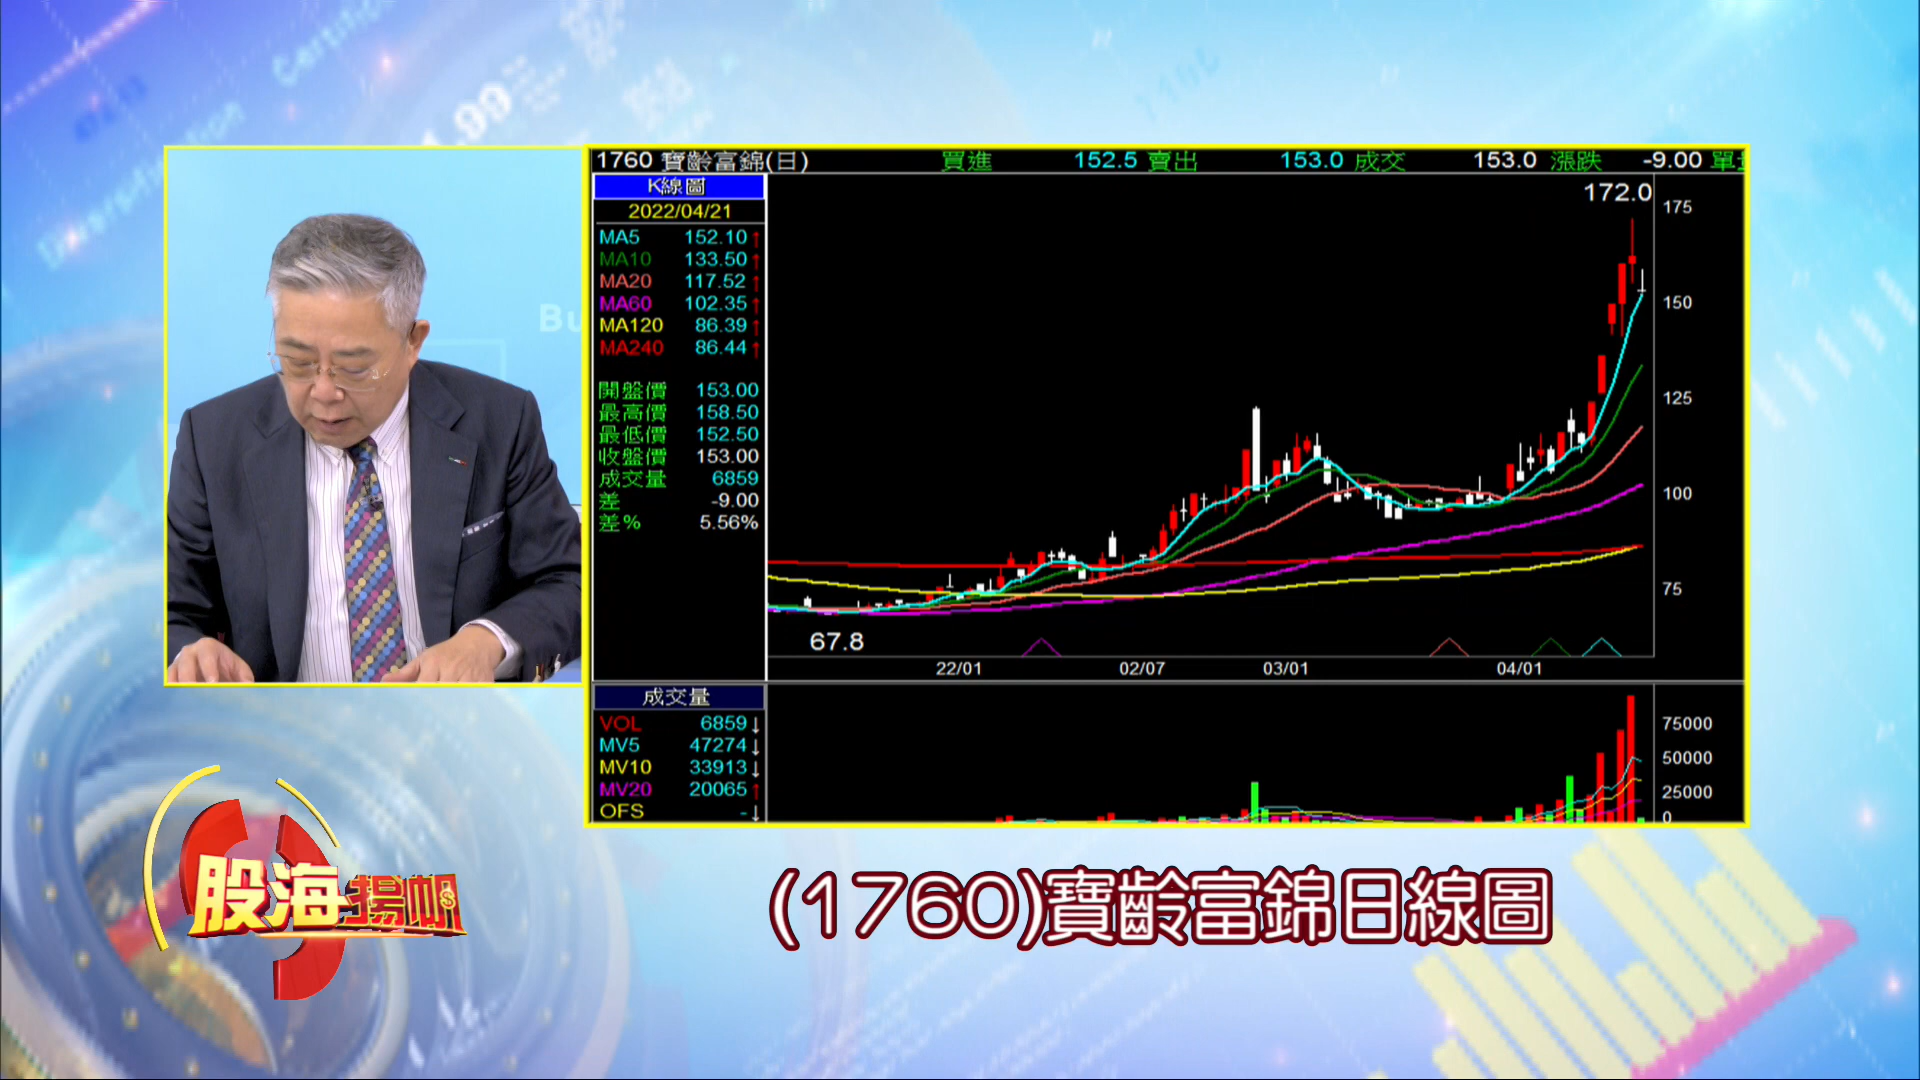 1.99
Bu
1760 寶齡富錦(日) 買進 152.5 賣出 153.0 成交 153.0 漲跌 -9.00 單量
K線圖
2022/04/21
MA5 152.10↑
MA10 133.50↑
MA20 117.52↑
MA60 102.35↑
MA120 86.39↑
MA240 86.44↑
開盤價 153.00
最高價 158.50
最低價 152.50
收盤價 153.00
成交量 6859
差 -9.00
差% 5.56%
172.0
175
150
125
100
75
67.8
22/01 02/07 03/01 04/01
成交量
VOL 6859↓
MV5 47274↓
MV10 33913↓
MV20 20065↑
OFS -↓
75000
50000
25000
0
股海揚帆
(1760)寶齡富錦日線圖